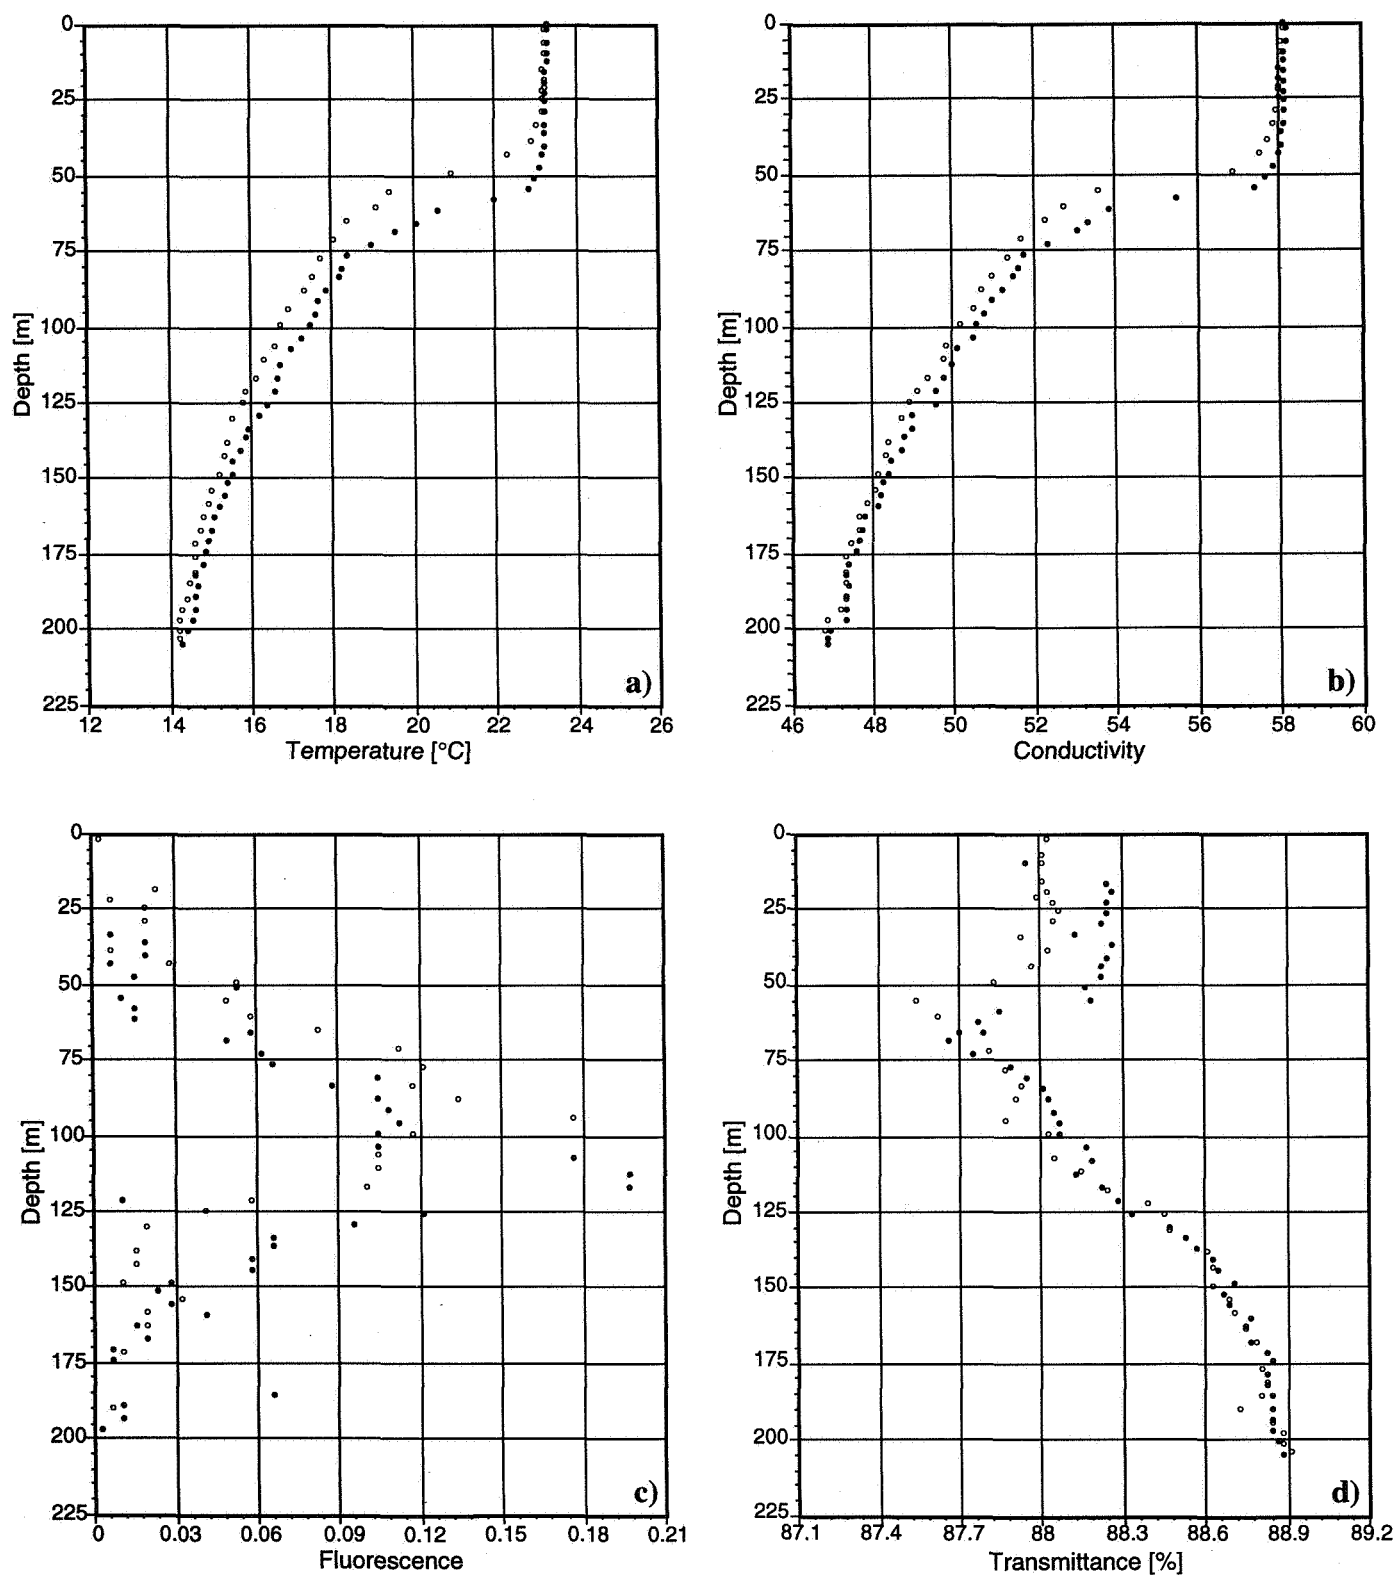 0
25
50
75
100
125
150
175
200
225
Depth [m]
12 14 16 18 20 22 24 26
Temperature [°C]
a)
0
25
50
75
100
125
150
175
200
225
Depth [m]
46 48 50 52 54 56 58 60
Conductivity
b)
0
25
50
75
100
125
150
175
200
225
Depth [m]
0 0.03 0.06 0.09 0.12 0.15 0.18 0.21
Fluorescence
c)
0
25
50
75
100
125
150
175
200
225
Depth [m]
87.1 87.4 87.7 88 88.3 88.6 88.9 89.2
Transmittance [%]
d)